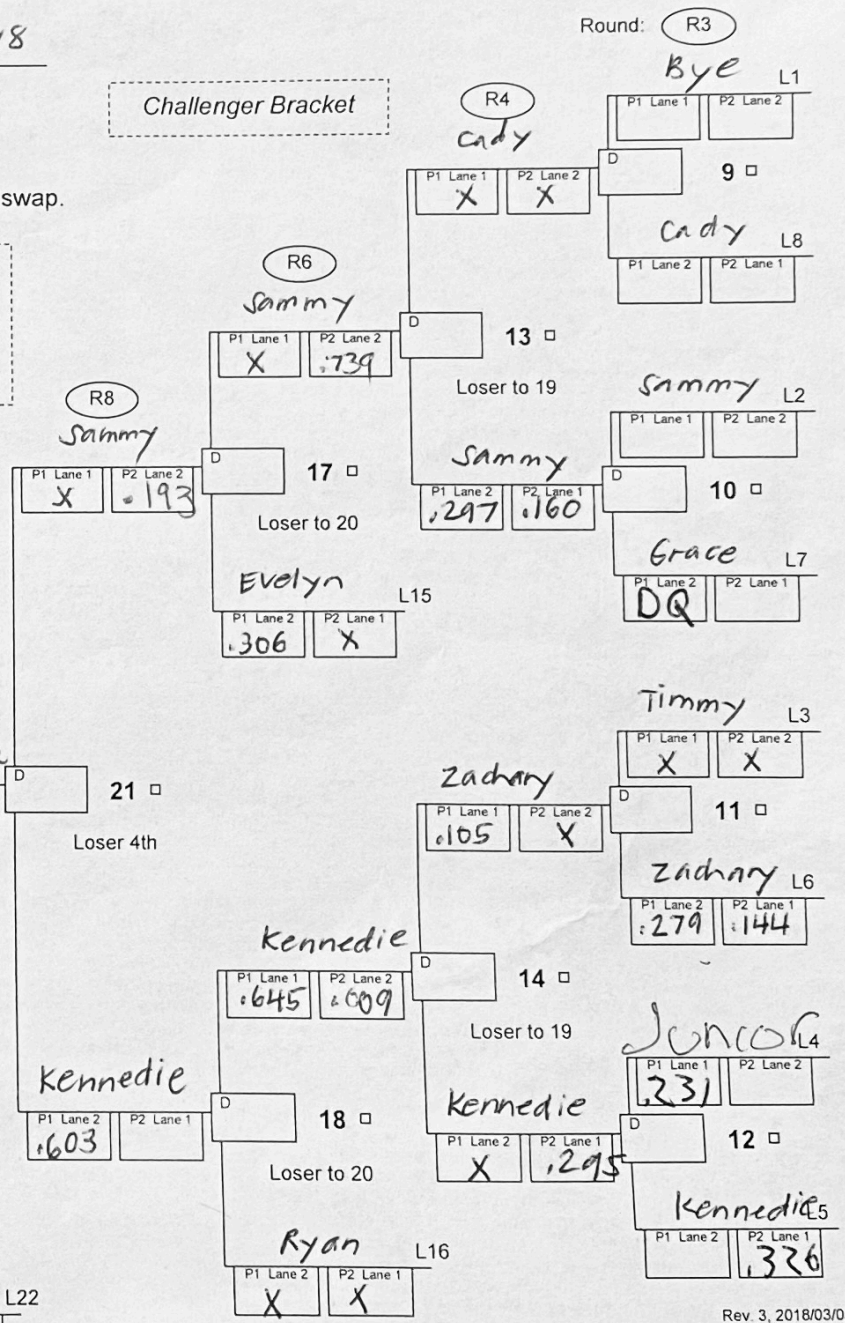 18
Round: R3
Bye L1
Challenger Bracket
R4
P1 Lane 1 P2 Lane 2
Cady
D 9
P1 Lane 1 P2 Lane 2
X X
swap.
Cady L8
P1 Lane 2 P2 Lane 1
R6
Sammy
D 13
P1 Lane 1 P2 Lane 2
X .739
Loser to 19
Sammy L2
R8
P1 Lane 1 P2 Lane 2
Sammy
Sammy
D 17
D 10
P1 Lane 1 P2 Lane 2
X .193
P1 Lane 2 P2 Lane 1
.297 .160
Loser to 20
Grace L7
Evelyn L15
P1 Lane 2 P2 Lane 1
DQ
P1 Lane 2 P2 Lane 1
.306 X
Timmy L3
P1 Lane 1 P2 Lane 2
X X
Zachary
D 21
D 11
P1 Lane 1 P2 Lane 2
.105 X
Loser 4th
Zachary L6
P1 Lane 2 P2 Lane 1
.279 .144
Kennedie
D 14
P1 Lane 1 P2 Lane 2
.645 .009
Loser to 19
L4
P1 Lane 1 P2 Lane 2
.231
Kennedie
Kennedie
D 18
D 12
P1 Lane 2 P2 Lane 1
.603
P1 Lane 2 P2 Lane 1
X .295
Loser to 20
Kennedie L5
Ryan L16
P1 Lane 2 P2 Lane 1
.326
P1 Lane 2 P2 Lane 1
X X
L22
Rev. 3, 2018/03/0